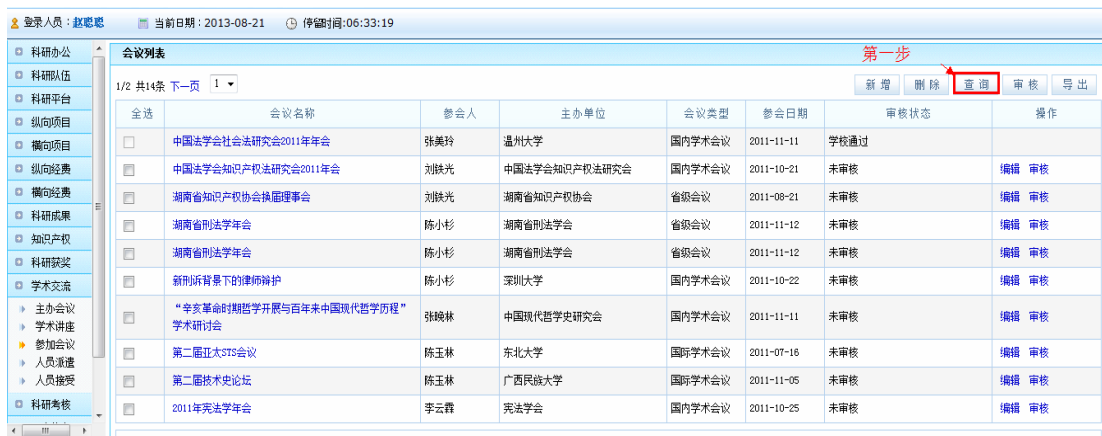 登录人员：赵聪聪 当前日期：2013-08-21 停留时间:06:33:19
科研办公
科研队伍
科研平台
纵向项目
横向项目
纵向经费
横向经费
科研成果
知识产权
科研获奖
学术交流
主办会议
学术讲座
参加会议
人员派遣
人员接受
科研考核
会议列表
第一步
1/2 共14条 下一页 1
新 增 删 除 查 询 审 核 导 出
全选 会议名称 参会人 主办单位 会议类型 参会日期 审核状态 操作
中国法学会社会法研究会2011年年会 张美玲 温州大学 国内学术会议 2011-11-11 学校通过
中国法学会知识产权法研究会2011年会 刘铁光 中国法学会知识产权法研究会 国内学术会议 2011-10-21 未审核 编辑 审核
湖南省知识产权协会换届理事会 刘铁光 湖南省知识产权协会 省级会议 2011-08-21 未审核 编辑 审核
湖南省刑法学年会 陈小杉 湖南省刑法学会 省级会议 2011-11-12 未审核 编辑 审核
湖南省刑法学年会 陈小杉 湖南省刑法学会 省级会议 2011-11-12 未审核 编辑 审核
新刑诉背景下的律师辩护 陈小杉 深圳大学 国内学术会议 2011-10-22 未审核 编辑 审核
“辛亥革命时期哲学开展与百年来中国现代哲学历程”
学术研讨会 张晚林 中国现代哲学史研究会 国内学术会议 2011-11-11 未审核 编辑 审核
第二届亚太STS会议 陈玉林 东北大学 国际学术会议 2011-07-16 未审核 编辑 审核
第二届技术史论坛 陈玉林 广西民族大学 国际学术会议 2011-11-05 未审核 编辑 审核
2011年宪法学年会 李云霖 宪法学会 国内学术会议 2011-10-25 未审核 编辑 审核